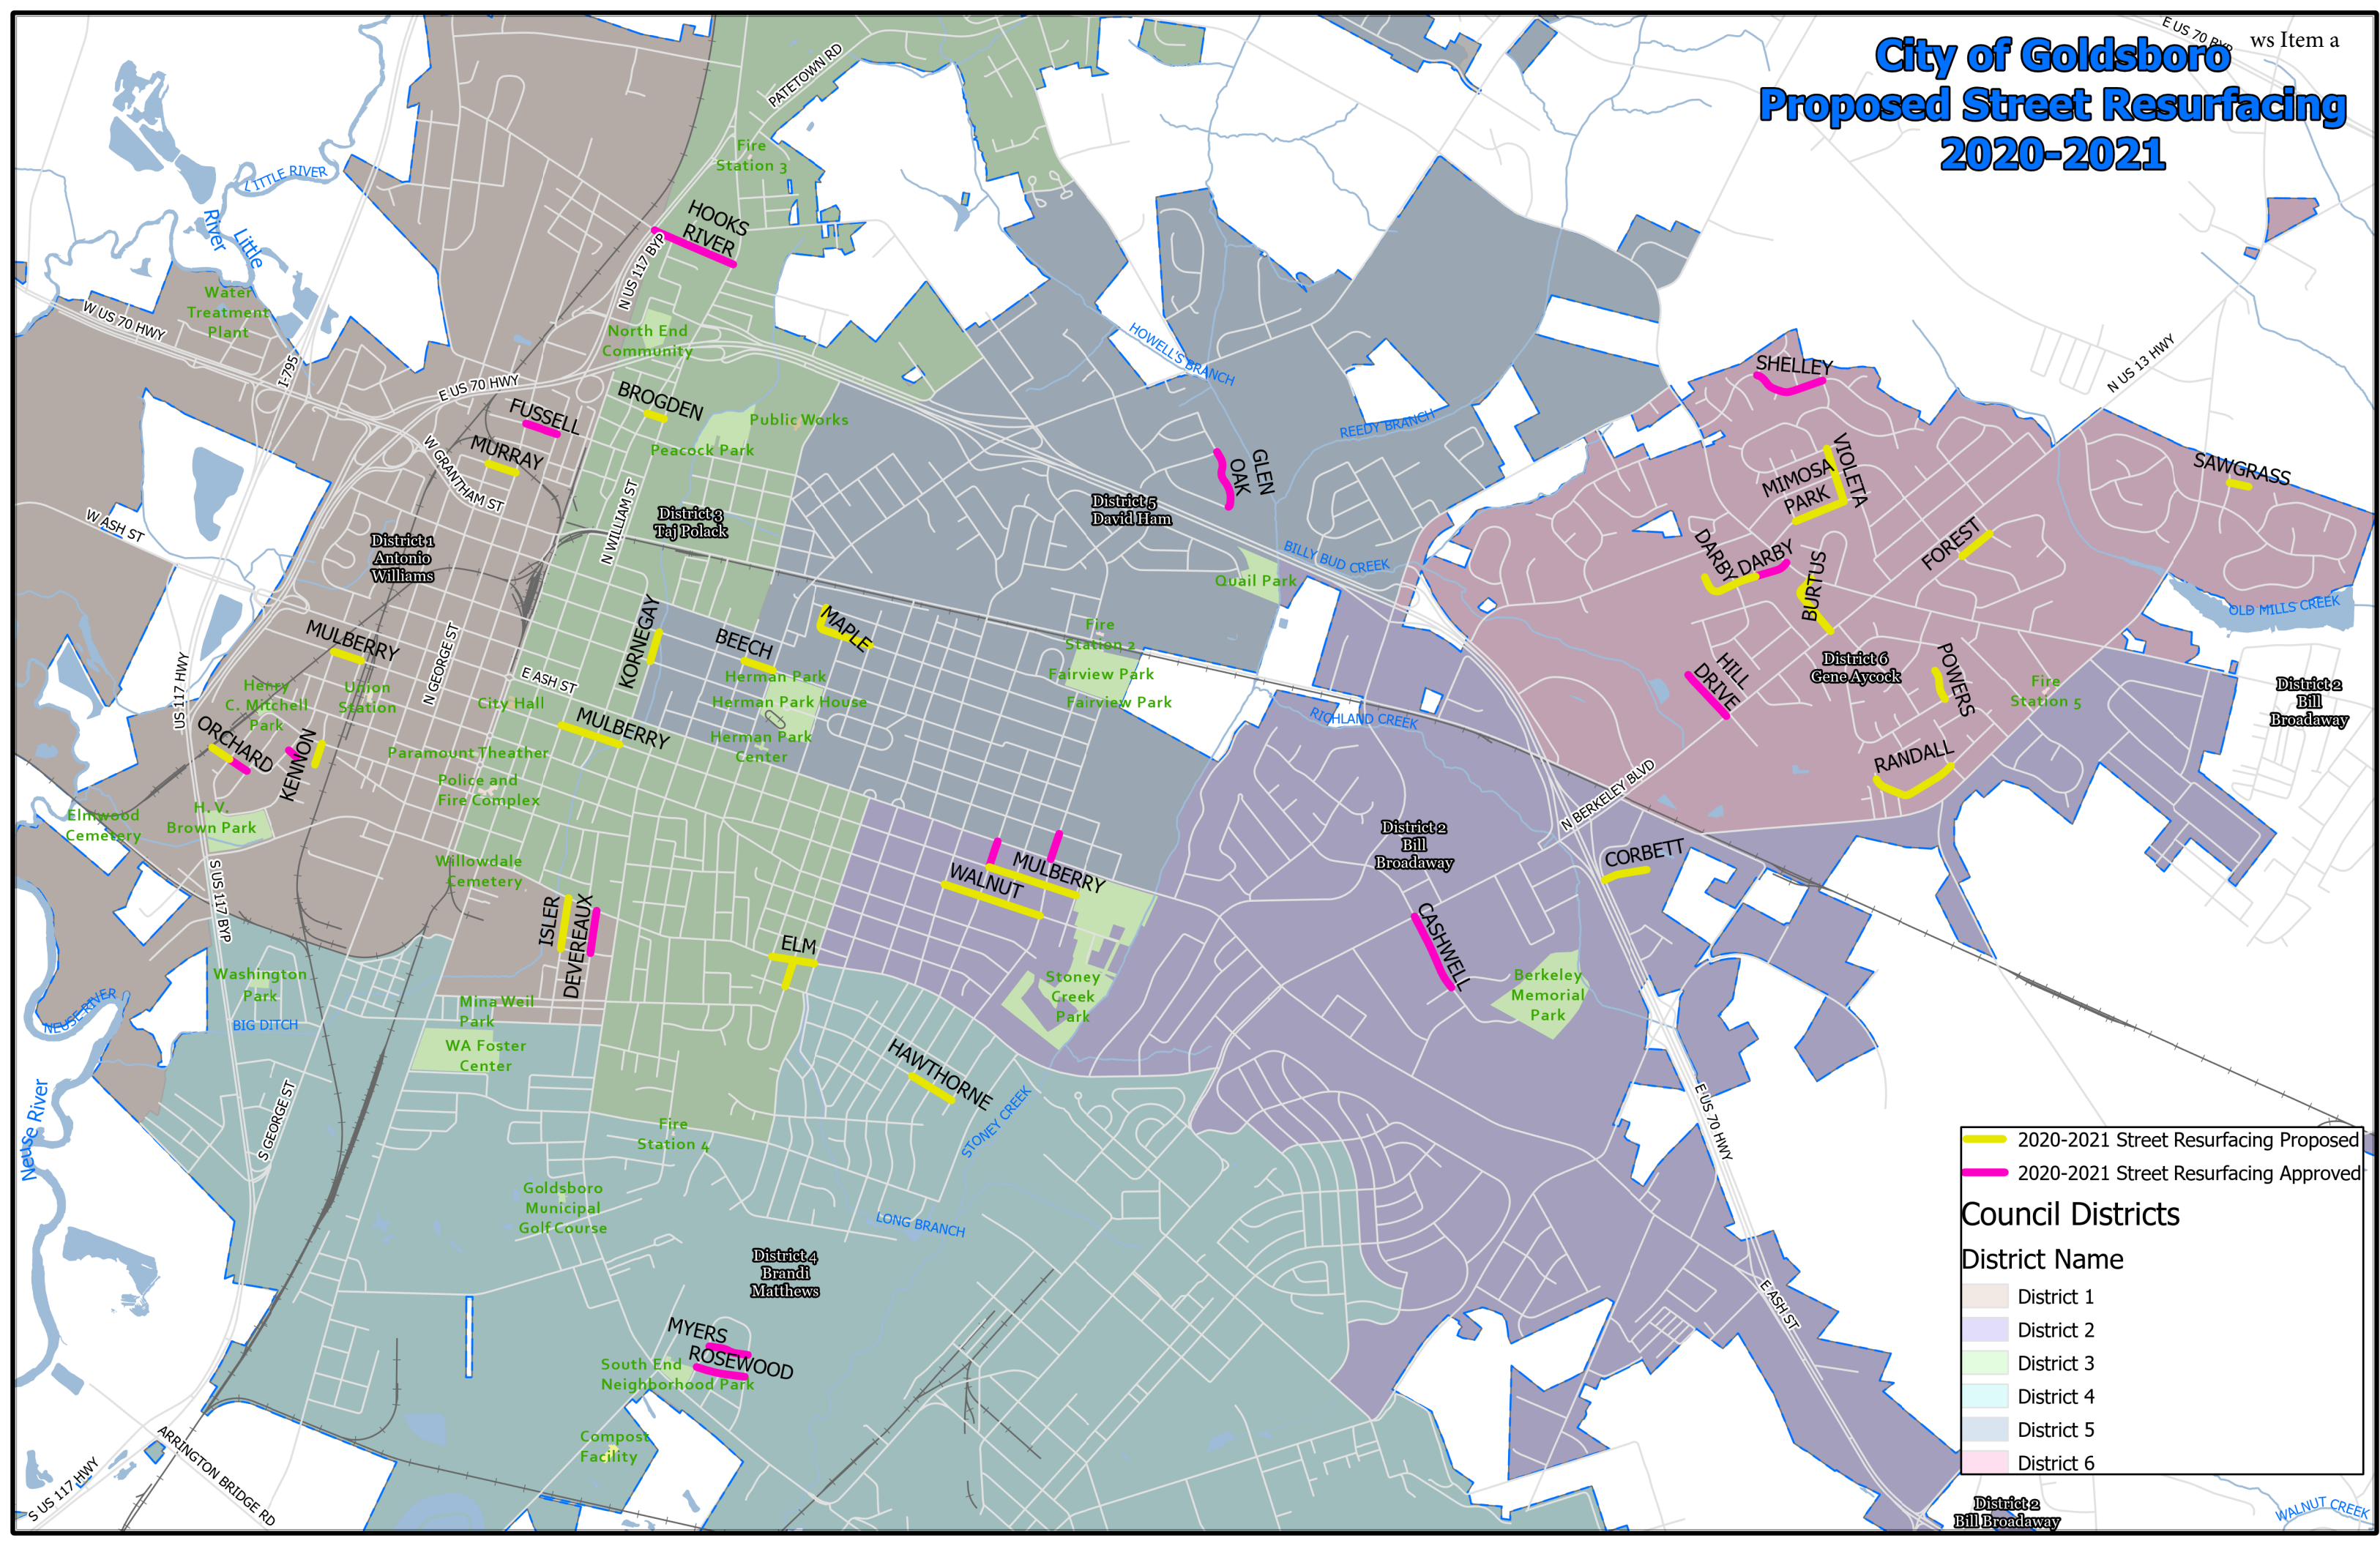 ws Item a
City of Goldsboro
Proposed Street Resurfacing
2020-2021
E US 70 BYP
PATETOWN RD
Fire
Station 3
LITTLE RIVER
Little
River
HOOKS
RIVER
N US 117 BYP
Water
Treatment
Plant
W US 70 HWY
I-795
North End
Community
E US 70 HWY
HOWELL'S BRANCH
REEDY BRANCH
SHELLEY
N US 13 HWY
BROGDEN
FUSSELL
Public Works
Peacock Park
MURRAY
W GRANTHAM ST
GLEN
OAK
VIOLETA
MIMOSA
PARK
SAWGRASS
W ASH ST
N WILLIAM ST
District 3
Taj Polack
District 5
David Ham
District 1
Antonio
Williams
BILLY BUD CREEK
Quail Park
DARBY
DARBY
BURTUS
FOREST
OLD MILLS CREEK
MULBERRY
N GEORGE ST
KORNEGAY
BEECH
MAPLE
Fire
Station 2
Fairview Park
Fairview Park
Herman Park
Herman Park House
Herman Park
Center
US 117 HWY
Henry
C. Mitchell
Park
Union
Station
City Hall
E ASH ST
MULBERRY
RICHLAND CREEK
HILL
DRIVE
District 6
Gene Aycock
POWERS
Fire
Station 5
District 2
Bill
Broadaway
ORCHARD
KENNON
Paramount Theather
Police and
Fire Complex
RANDALL
N BERKELEY BLVD
Elmwood
Cemetery
H. V.
Brown Park
Willowdale
Cemetery
S US 117 BYP
MULBERRY
WALNUT
District 2
Bill
Broadaway
CORBETT
ISLER
DEVEREAUX
ELM
CASHWELL
Washington
Park
BIG DITCH
NEUSE RIVER
Mina Weil
Park
WA Foster
Center
Stoney
Creek
Park
Berkeley
Memorial
Park
Neuse River
S GEORGE ST
HAWTHORNE
STONEY CREEK
E US 70 HWY
Fire
Station 4
Goldsboro
Municipal
Golf Course
LONG BRANCH
District 4
Brandi
Matthews
E ASH ST
MYERS
ROSEWOOD
South End
Neighborhood Park
Compost
Facility
S US 117 HWY
ARRINGTON BRIDGE RD
2020-2021 Street Resurfacing Proposed
2020-2021 Street Resurfacing Approved
Council Districts
District Name
District 1
District 2
District 3
District 4
District 5
District 6
District 2
Bill Broadaway
WALNUT CREEK